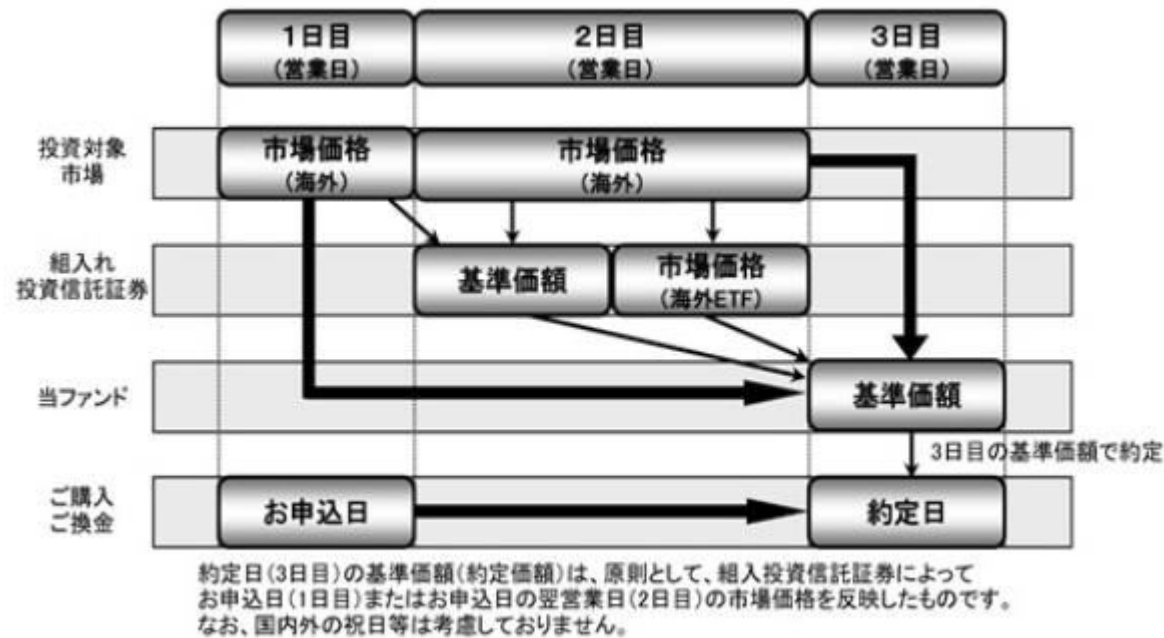 1日目
(営業日)
2日目
(営業日)
3日目
(営業日)
投資対象
市場
市場価格
(海外)
市場価格
(海外)
組入れ
投資信託証券
基準価額
市場価格
(海外ETF)
当ファンド
基準価額
3日目の基準価額で約定
ご購入
ご換金
お申込日
約定日
約定日(3日目)の基準価額(約定価額)は、原則として、組入投資信託証券によって
お申込日(1日目)またはお申込日の翌営業日(2日目)の市場価格を反映したものです。
なお、国内外の祝日等は考慮しておりません。